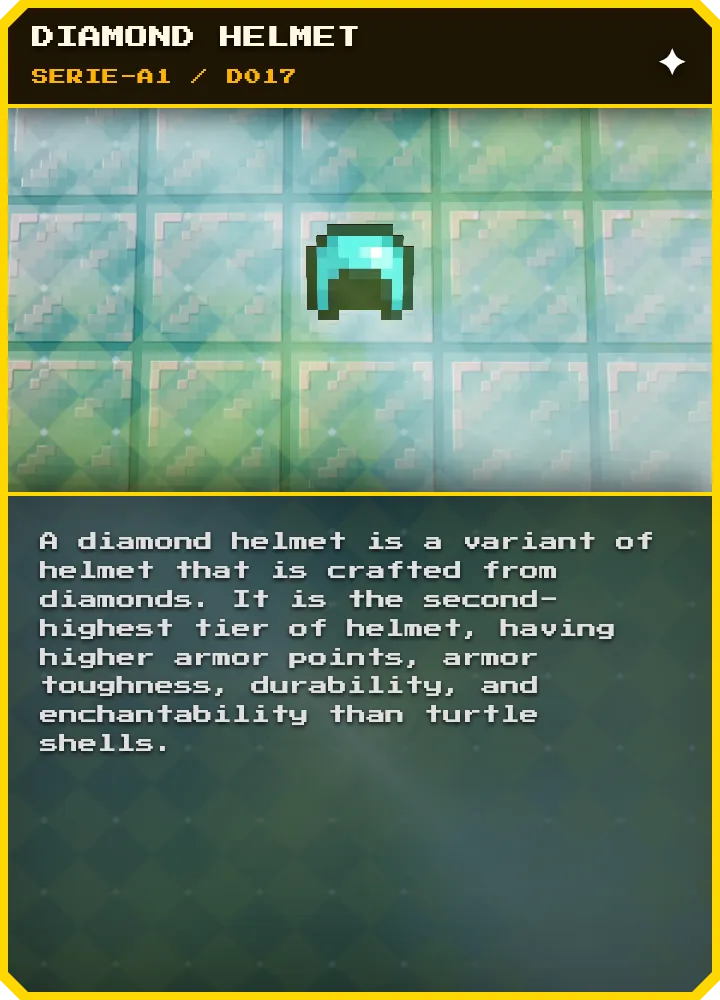 DIAMOND HELMET
SERIE-A1 / D017
A diamond helmet is a variant of
helmet that is crafted from
diamonds. It is the second-
highest tier of helmet, having
higher armor points, armor
toughness, durability, and
enchantability than turtle
shells.